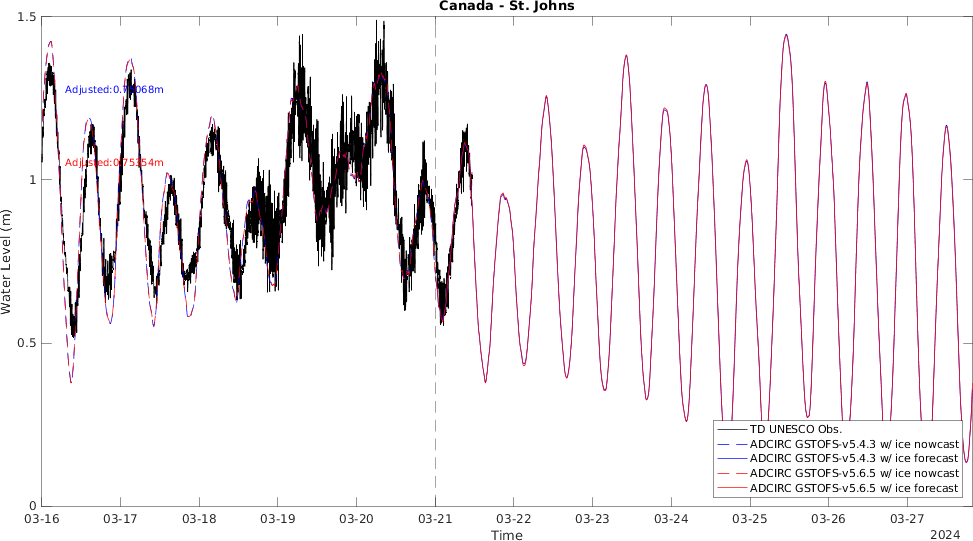 Canada - St. Johns
1.5
1
0.5
0
Water Level (m)
Adjusted:0.75354m
03-16 03-17 03-18 03-19 03-20 03-21 03-22 03-23 03-24 03-25 03-26 03-27
Time
2024
TD UNESCO Obs.
ADCIRC GSTOFS-v5.4.3 w/ ice nowcast
ADCIRC GSTOFS-v5.4.3 w/ ice forecast
ADCIRC GSTOFS-v5.6.5 w/ ice nowcast
ADCIRC GSTOFS-v5.6.5 w/ ice forecast